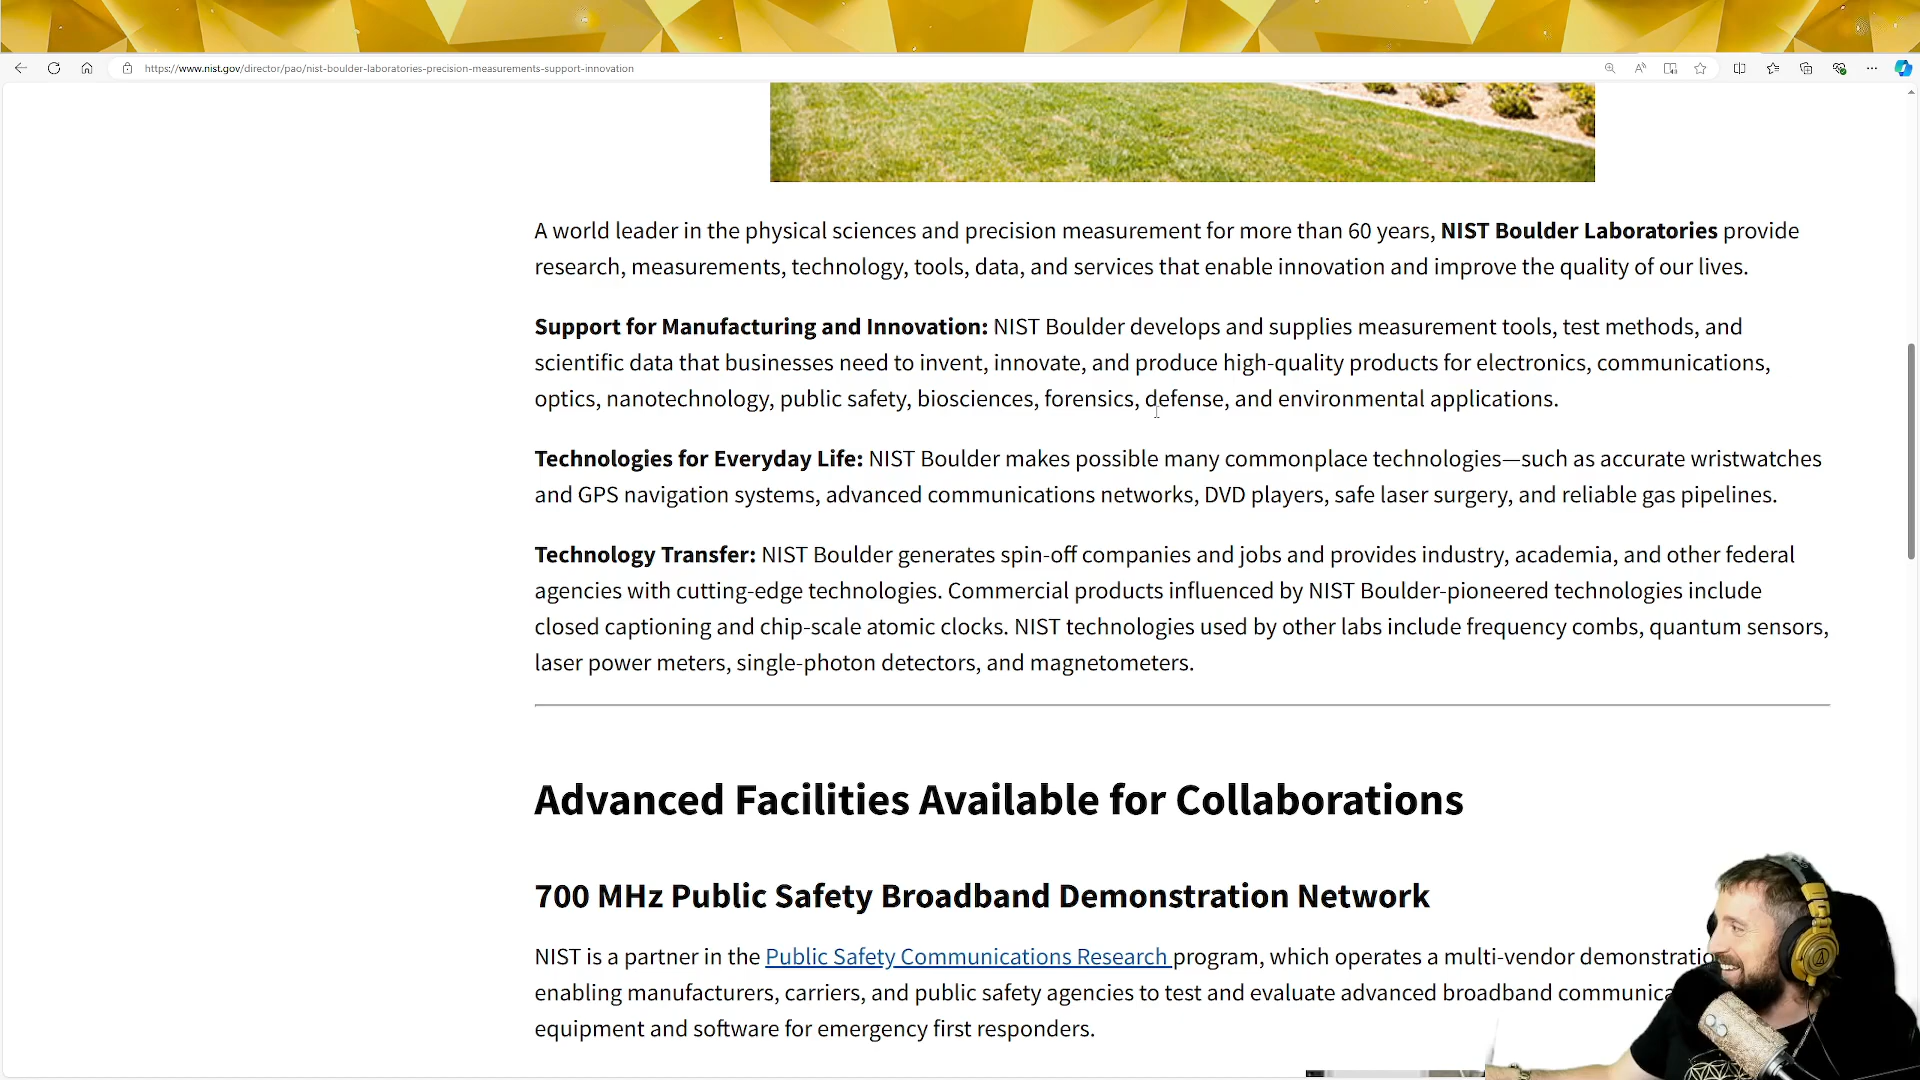 https://www.nist.gov/director/pao/nist-boulder-laboratories-precision-measurements-support-innovation
A world leader in the physical sciences and precision measurement for more than 60 years, NIST Boulder Laboratories provide
research, measurements, technology, tools, data, and services that enable innovation and improve the quality of our lives.
Support for Manufacturing and Innovation: NIST Boulder develops and supplies measurement tools, test methods, and
scientific data that businesses need to invent, innovate, and produce high-quality products for electronics, communications,
optics, nanotechnology, public safety, biosciences, forensics, defense, and environmental applications.
Technologies for Everyday Life: NIST Boulder makes possible many commonplace technologies—such as accurate wristwatches
and GPS navigation systems, advanced communications networks, DVD players, safe laser surgery, and reliable gas pipelines.
Technology Transfer: NIST Boulder generates spin-off companies and jobs and provides industry, academia, and other federal
agencies with cutting-edge technologies. Commercial products influenced by NIST Boulder-pioneered technologies include
closed captioning and chip-scale atomic clocks. NIST technologies used by other labs include frequency combs, quantum sensors,
laser power meters, single-photon detectors, and magnetometers.
Advanced Facilities Available for Collaborations
700 MHz Public Safety Broadband Demonstration Network
NIST is a partner in the Public Safety Communications Research program, which operates a multi-vendor demonstratio
enabling manufacturers, carriers, and public safety agencies to test and evaluate advanced broadband communica
equipment and software for emergency first responders.